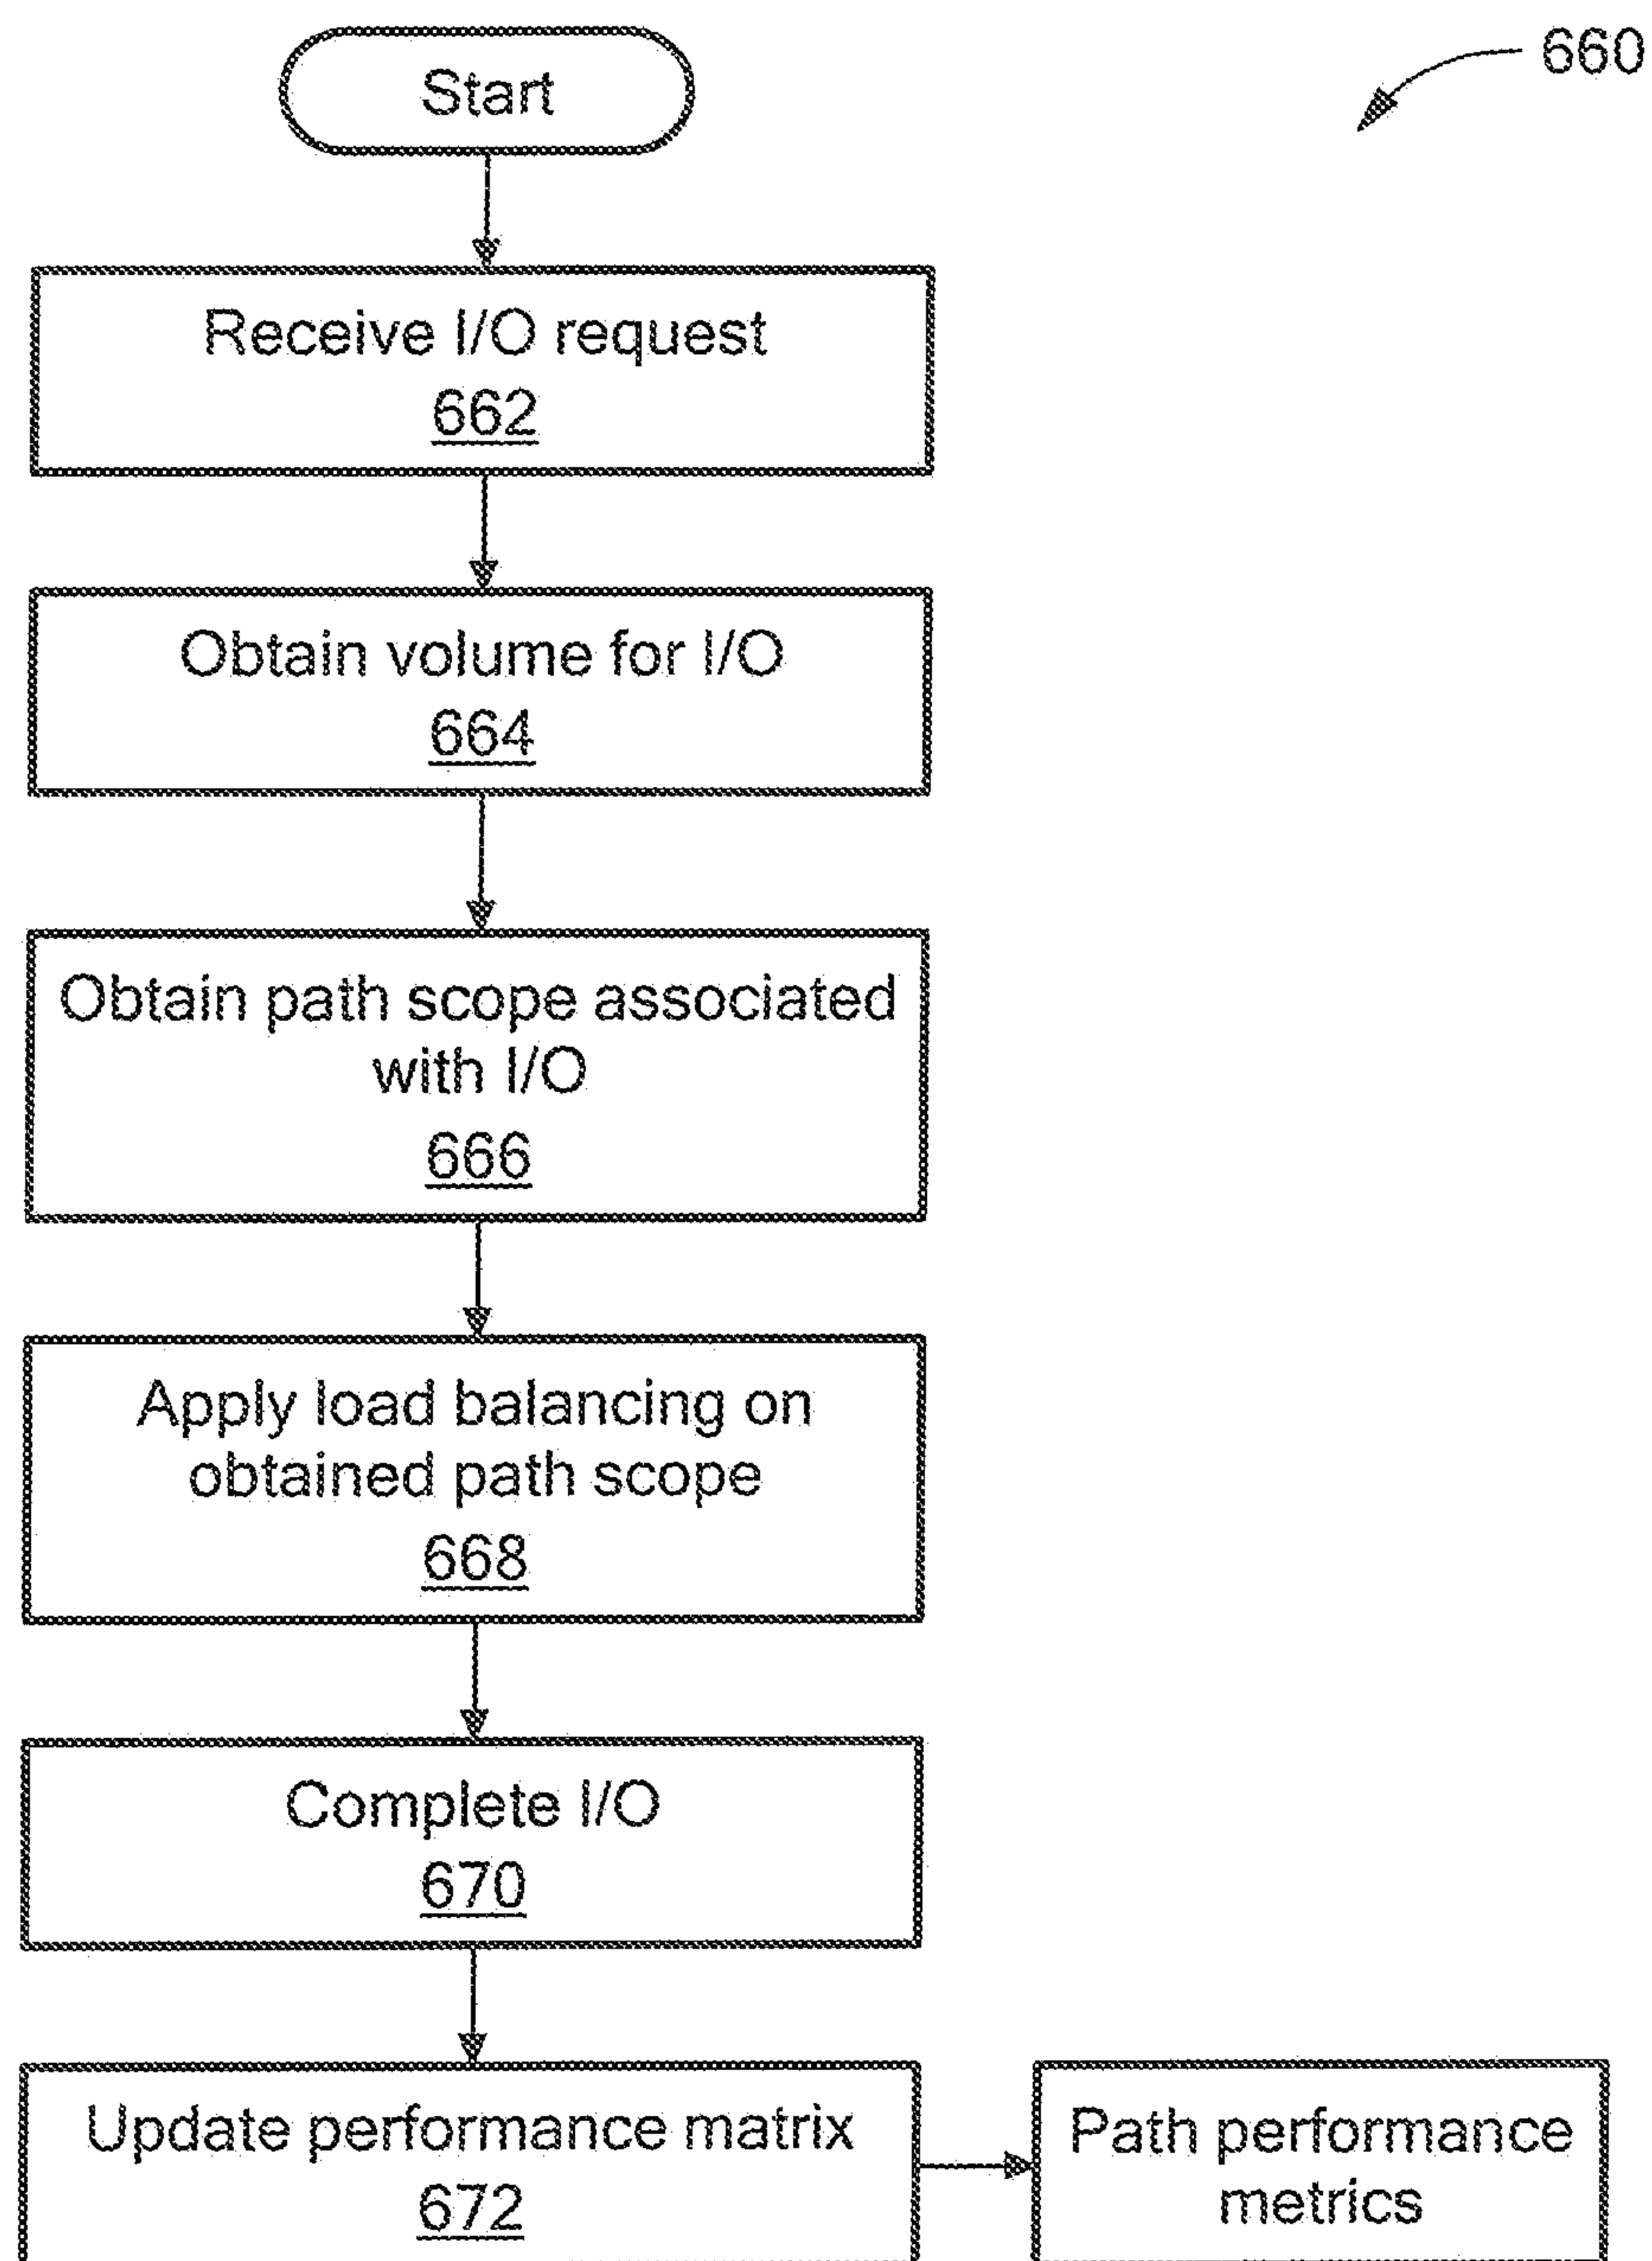 660
Start
Receive I/O request
662
Obtain volume for I/O
664
Obtain path scope associated
with I/O
666
Apply load balancing on
obtained path scope
668
Complete I/O
670
Update performance matrix
672
Path performance
metrics